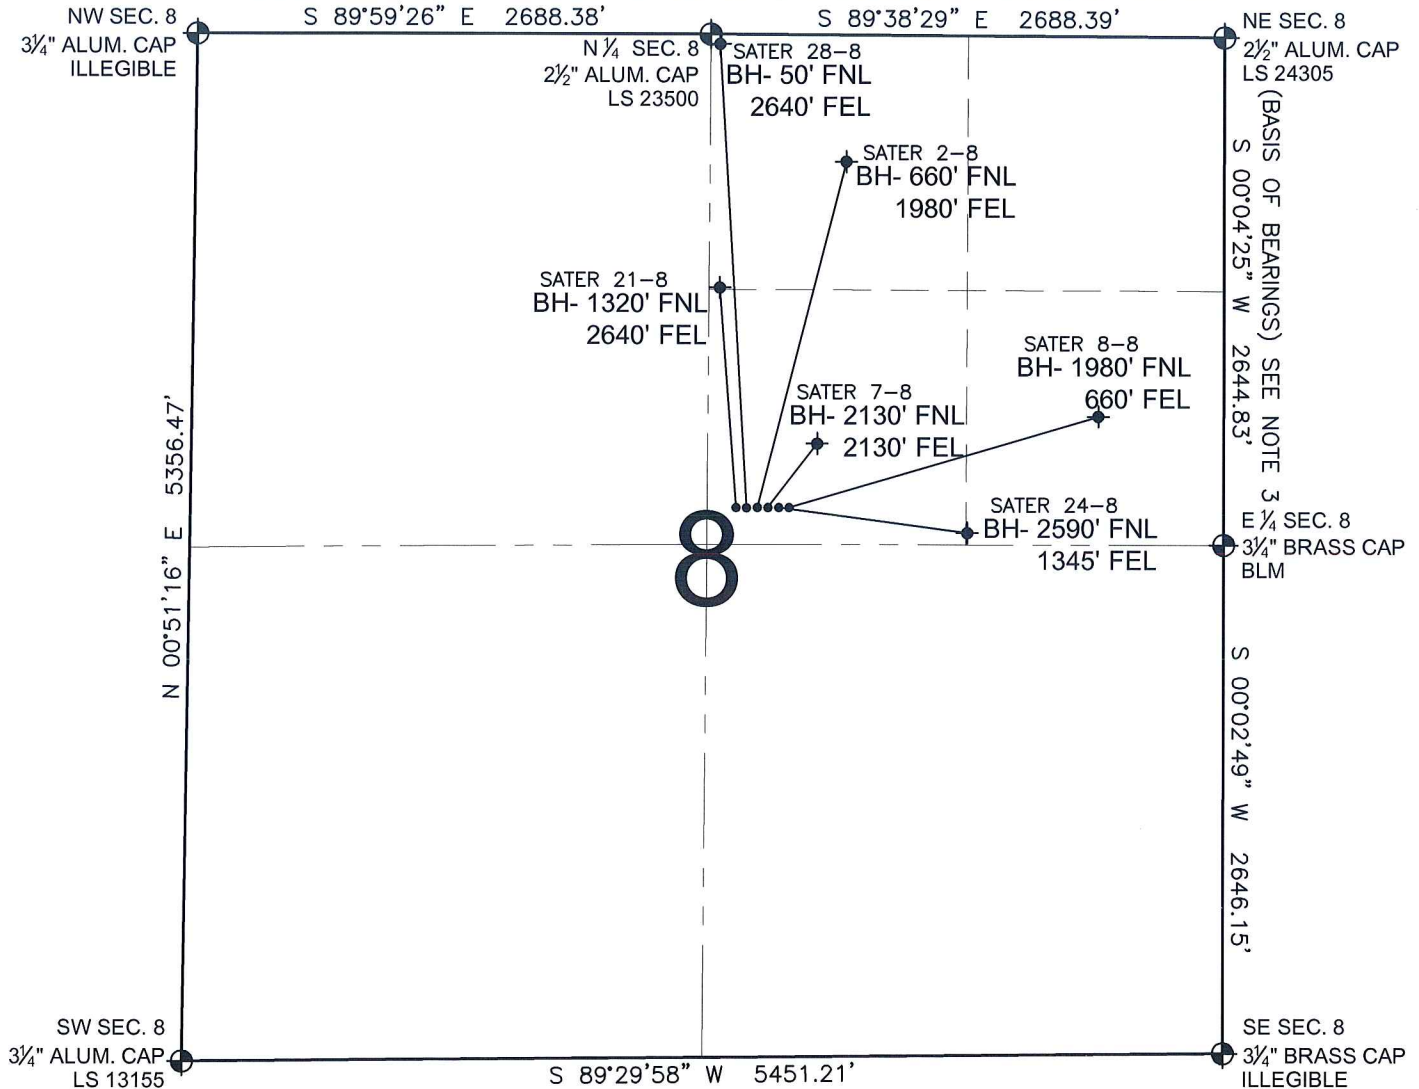 NW SEC. 8
3¼" ALUM. CAP
ILLEGIBLE
S 89°59'26" E 2688.38'
S 89°38'29" E 2688.39'
NE SEC. 8
2½" ALUM. CAP
LS 24305
N ¼ SEC. 8
2½" ALUM. CAP
LS 23500
SATER 28-8
BH- 50' FNL
2640' FEL
SATER 2-8
BH- 660' FNL
1980' FEL
SATER 21-8
BH- 1320' FNL
2640' FEL
SATER 8-8
BH- 1980' FNL
660' FEL
SATER 7-8
BH- 2130' FNL
2130' FEL
SATER 24-8
BH- 2590' FNL
1345' FEL
(BASIS OF BEARINGS) SEE NOTE 3
S 00°04'25" W 2644.83'
N 00°51'16" E 5356.47'
8
E ¼ SEC. 8
3¼" BRASS CAP
BLM
S 00°02'49" W 2646.15'
SW SEC. 8
3¼" ALUM. CAP
LS 13155
S 89°29'58" W 5451.21'
SE SEC. 8
3¼" BRASS CAP
ILLEGIBLE